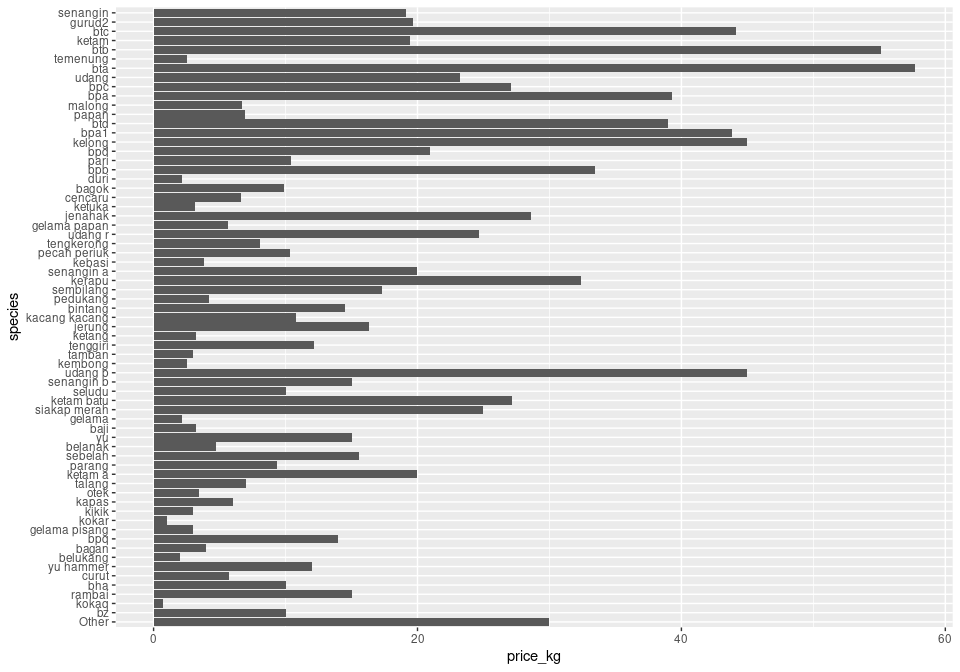 senangin
gurud2
btc
ketam
btb
temenung
bta
udang
bpc
bpa
malong
papan
btd
bpa1
kelong
bpd
pari
bpb
duri
bagok
cencaru
ketuka
jenahak
gelama papan
udang r
tengkerong
pecah periuk
kebasi
senangin a
kerapu
sembilang
pedukang
bintang
kacang kacang
jerung
ketang
tenggiri
tamban
kembong
udang p
senangin b
seludu
ketam batu
siakap merah
gelama
baji
yu
belanak
sebelah
parang
ketam a
talang
otek
kapas
kikik
kokar
gelama pisang
bpq
bagan
belukang
yu hammer
curut
bha
rambai
kokaq
bz
Other
species
0 20 40 60
price_kg